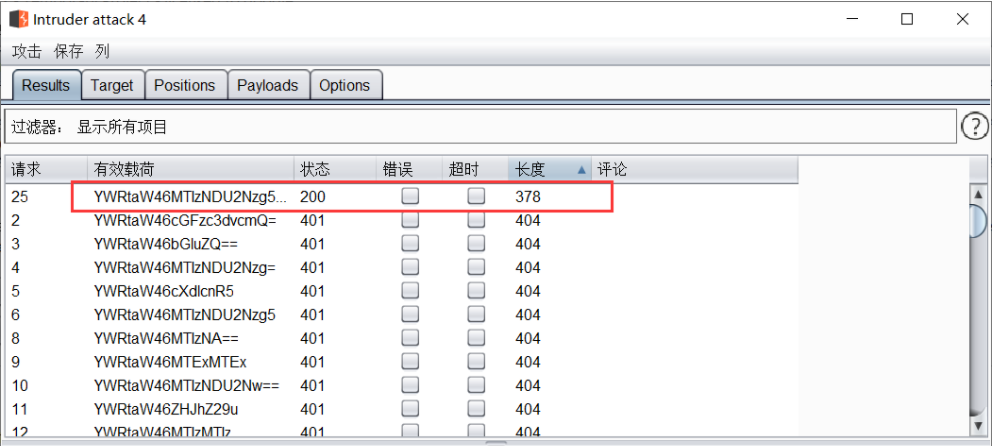 Intruder attack 4
攻击 保存 列
Results Target Positions Payloads Options
过滤器： 显示所有项目 ?
请求 有效载荷 状态 错误 超时 长度 评论
25 YWRtaW46MTIzNDU2Nzg5... 200 378
2 YWRtaW46cGFzc3dvcmQ= 401 404
3 YWRtaW46bGluZQ== 401 404
4 YWRtaW46MTIzNDU2Nzg= 401 404
5 YWRtaW46cXdlcnR5 401 404
6 YWRtaW46MTIzNDU2Nzg5 401 404
8 YWRtaW46MTIzNA== 401 404
9 YWRtaW46MTExMTEx 401 404
10 YWRtaW46MTIzNDU2Nw== 401 404
11 YWRtaW46ZHJhZ29u 401 404
12 YWRtaW46MTIzMTIz 401 404